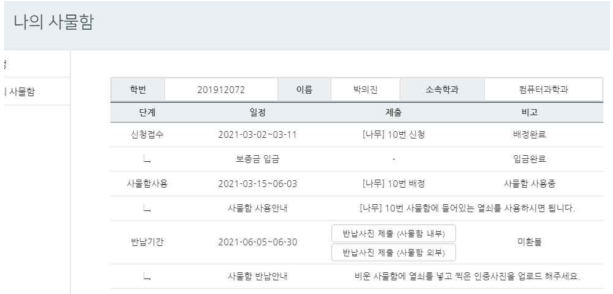 나의 사물함
사물함
학번 201912072 이름 박의진 소속학과 컴퓨터과학과
단계 일정 제출 비고
신청접수 2021-03-02~03-11 [나무] 10번 신청 배정완료
ㄴ 보증금 입금 - 입금완료
사물함사용 2021-03-15~06-03 [나무] 10번 배정 사물함 사용중
ㄴ 사물함 사용안내 [나무] 10번 사물함에 들어있는 열쇠를 사용하시면 됩니다.
반납사진 제출 (사물함 내부)
반납기간 2021-06-05~06-30 미환불
반납사진 제출 (사물함 외부)
ㄴ 사물함 반납안내 비운 사물함에 열쇠를 넣고 찍은 인증사진을 업로드 해주세요.